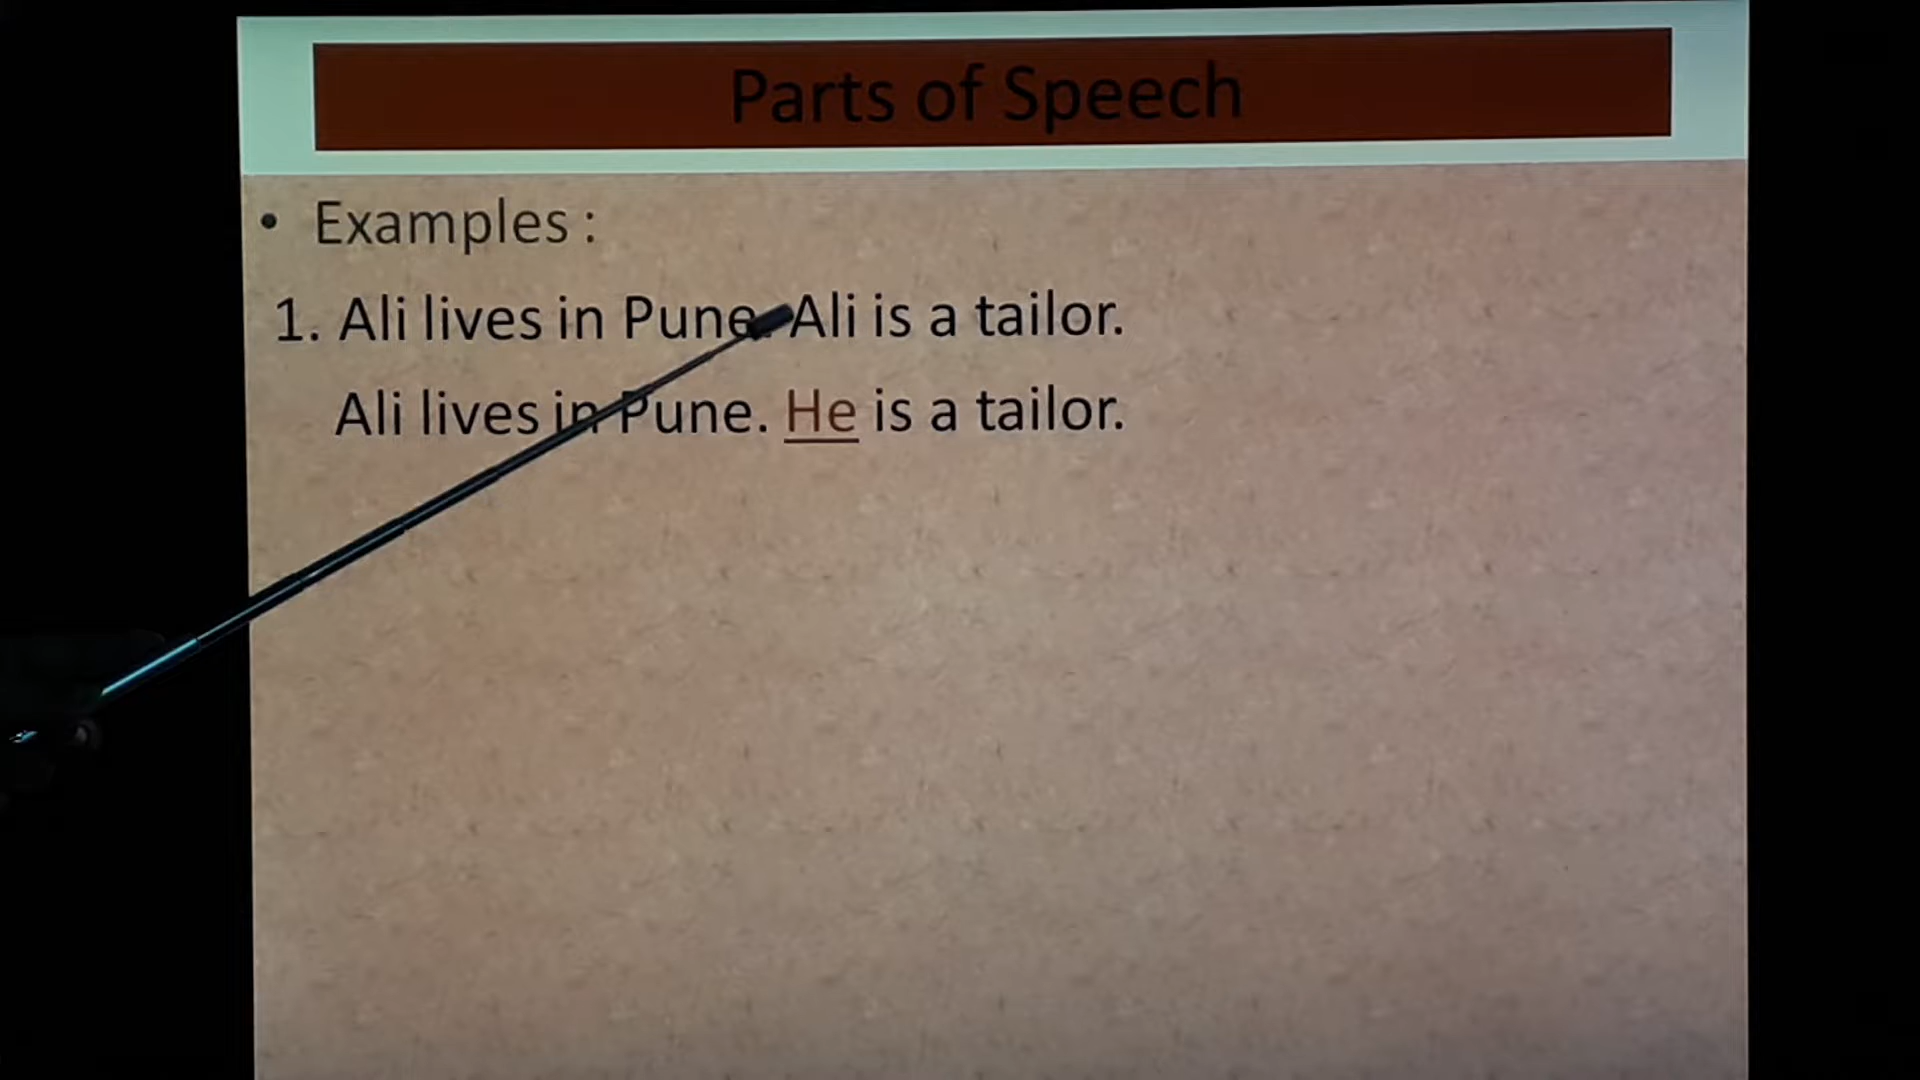 Parts of Speech
• Examples :
1. Ali lives in Pune. Ali is a tailor.
Ali lives in Pune. He is a tailor.